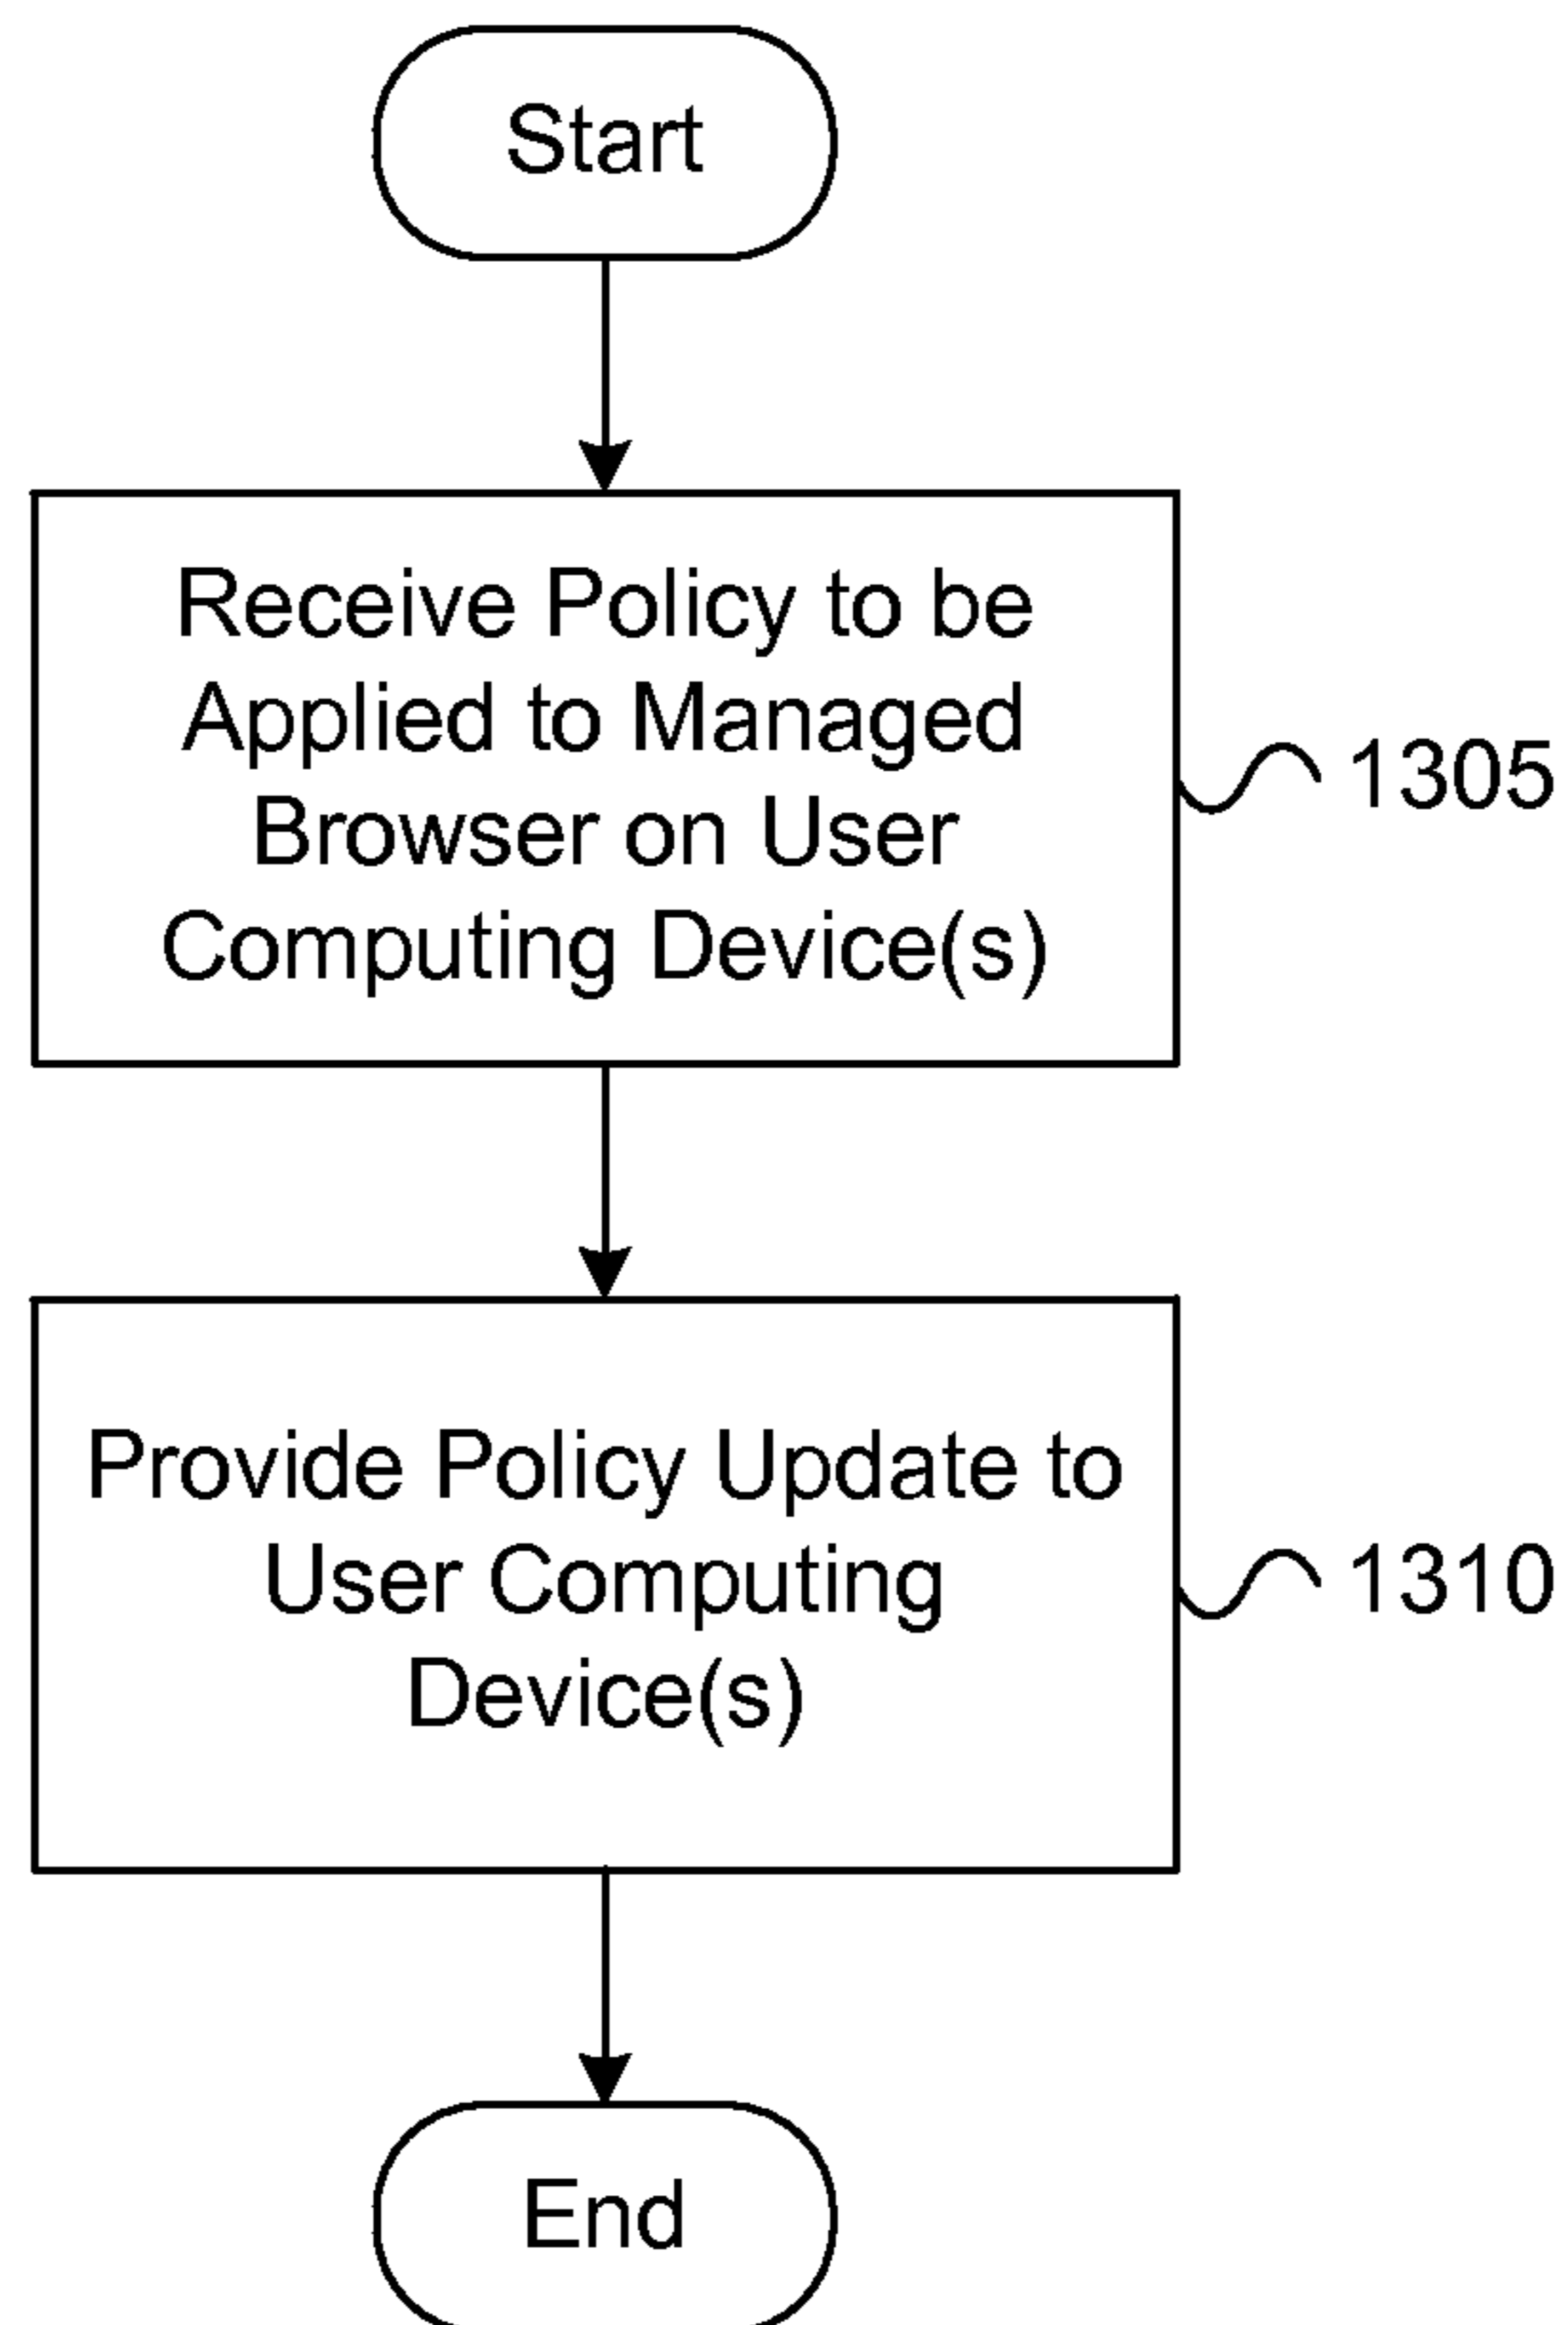 Start
Receive Policy to be
Applied to Managed
Browser on User
Computing Device(s)
1305
Provide Policy Update to
User Computing
Device(s)
1310
End